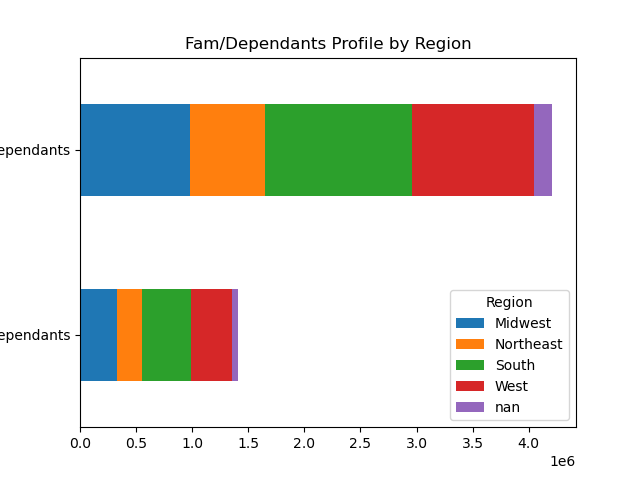 Fam/Dependants Profile by Region
ependants
ependants
Region
Midwest
Northeast
South
West
nan
0.0 0.5 1.0 1.5 2.0 2.5 3.0 3.5 4.0
1e6